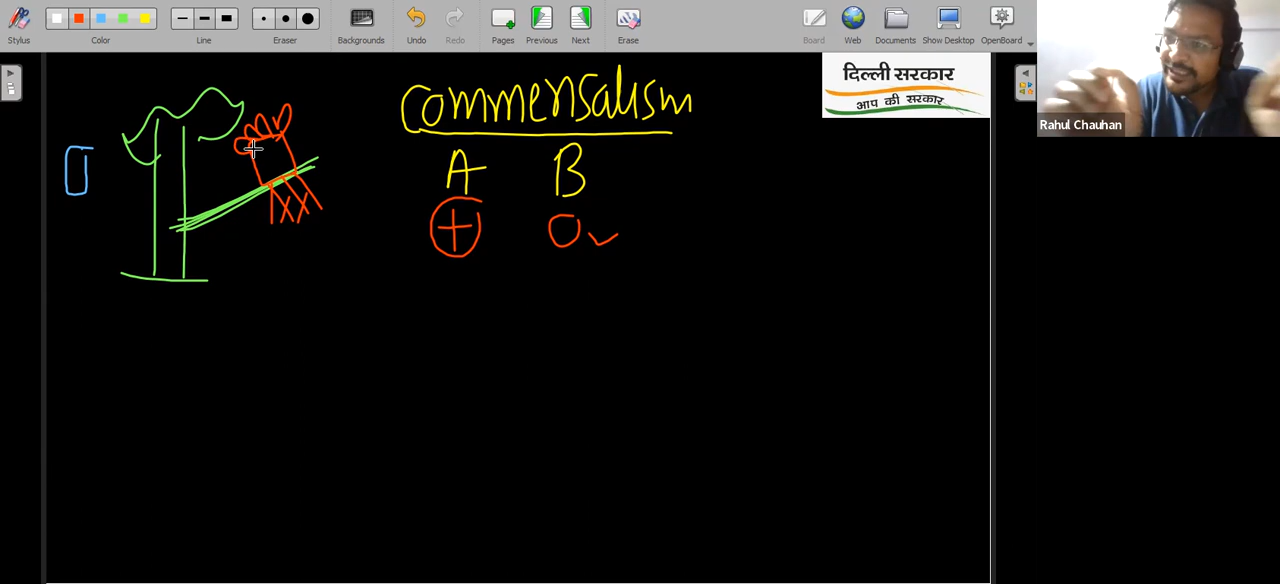 Stylus
Color
Line
Eraser
Backgrounds
Undo
Redo
Pages
Previous
Next
Erase
Board
Web
Documents
Show Desktop
OpenBoard
दिल्ली सरकार
आप की सरकार
Rahul Chauhan
Commensalism
A B
+ 0